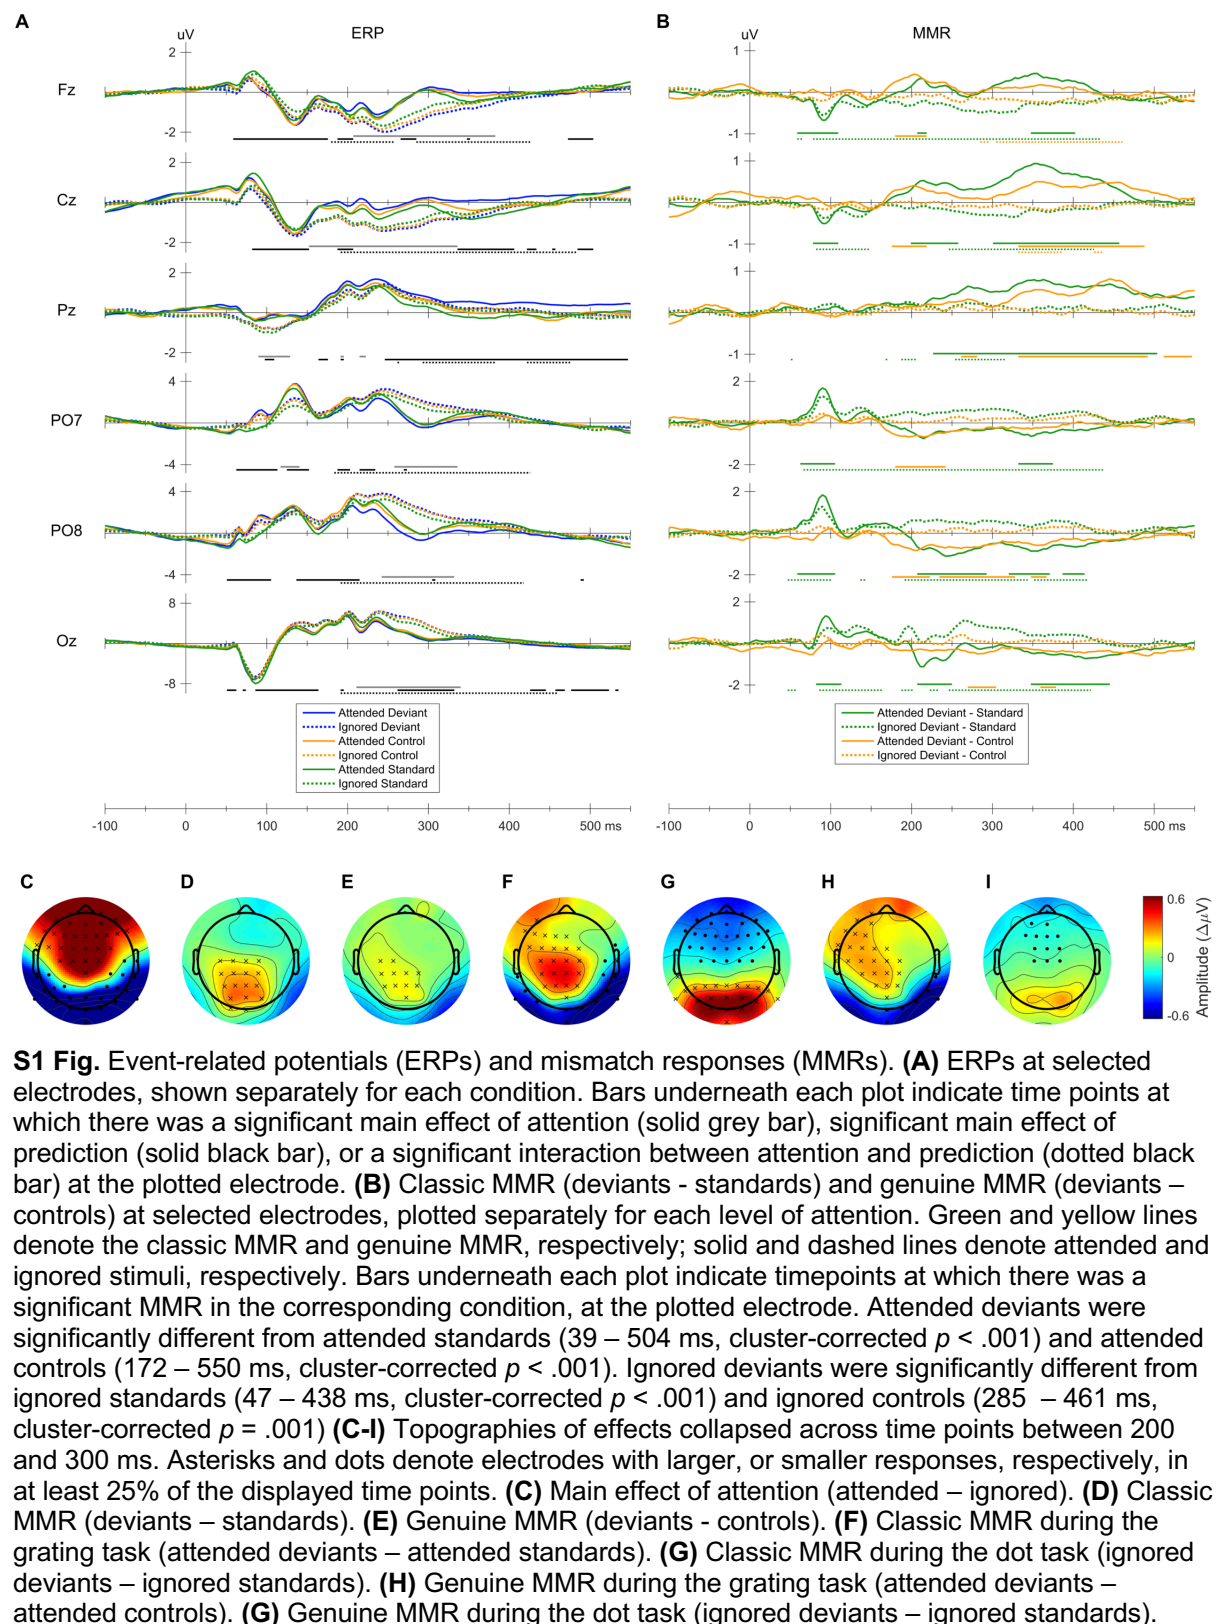 A
ERP
B
MMR
uV
2
Fz
-2
uV
1
-1
2
Cz
-2
1
-1
2
Pz
-2
1
-1
4
PO7
-4
2
-2
4
PO8
-4
2
-2
8
Oz
-8
2
-2
Attended Deviant
Ignored Deviant
Attended Control
Ignored Control
Attended Standard
Ignored Standard
Attended Deviant - Standard
Ignored Deviant - Standard
Attended Deviant - Control
Ignored Deviant - Control
-100 0 100 200 300 400 500 ms
-100 0 100 200 300 400 500 ms
C D E F G H I
0.6
0
-0.6
Amplitude (ΔµV)
S1 Fig. Event-related potentials (ERPs) and mismatch responses (MMRs). (A) ERPs at selected
electrodes, shown separately for each condition. Bars underneath each plot indicate time points at
which there was a significant main effect of attention (solid grey bar), significant main effect of
prediction (solid black bar), or a significant interaction between attention and prediction (dotted black
bar) at the plotted electrode. (B) Classic MMR (deviants - standards) and genuine MMR (deviants –
controls) at selected electrodes, plotted separately for each level of attention. Green and yellow lines
denote the classic MMR and genuine MMR, respectively; solid and dashed lines denote attended and
ignored stimuli, respectively. Bars underneath each plot indicate timepoints at which there was a
significant MMR in the corresponding condition, at the plotted electrode. Attended deviants were
significantly different from attended standards (39 – 504 ms, cluster-corrected p < .001) and attended
controls (172 – 550 ms, cluster-corrected p < .001). Ignored deviants were significantly different from
ignored standards (47 – 438 ms, cluster-corrected p < .001) and ignored controls (285 – 461 ms,
cluster-corrected p = .001) (C-I) Topographies of effects collapsed across time points between 200
and 300 ms. Asterisks and dots denote electrodes with larger, or smaller responses, respectively, in
at least 25% of the displayed time points. (C) Main effect of attention (attended – ignored). (D) Classic
MMR (deviants – standards). (E) Genuine MMR (deviants - controls). (F) Classic MMR during the
grating task (attended deviants – attended standards). (G) Classic MMR during the dot task (ignored
deviants – ignored standards). (H) Genuine MMR during the grating task (attended deviants –
attended controls). (G) Genuine MMR during the dot task (ignored deviants – ignored standards).